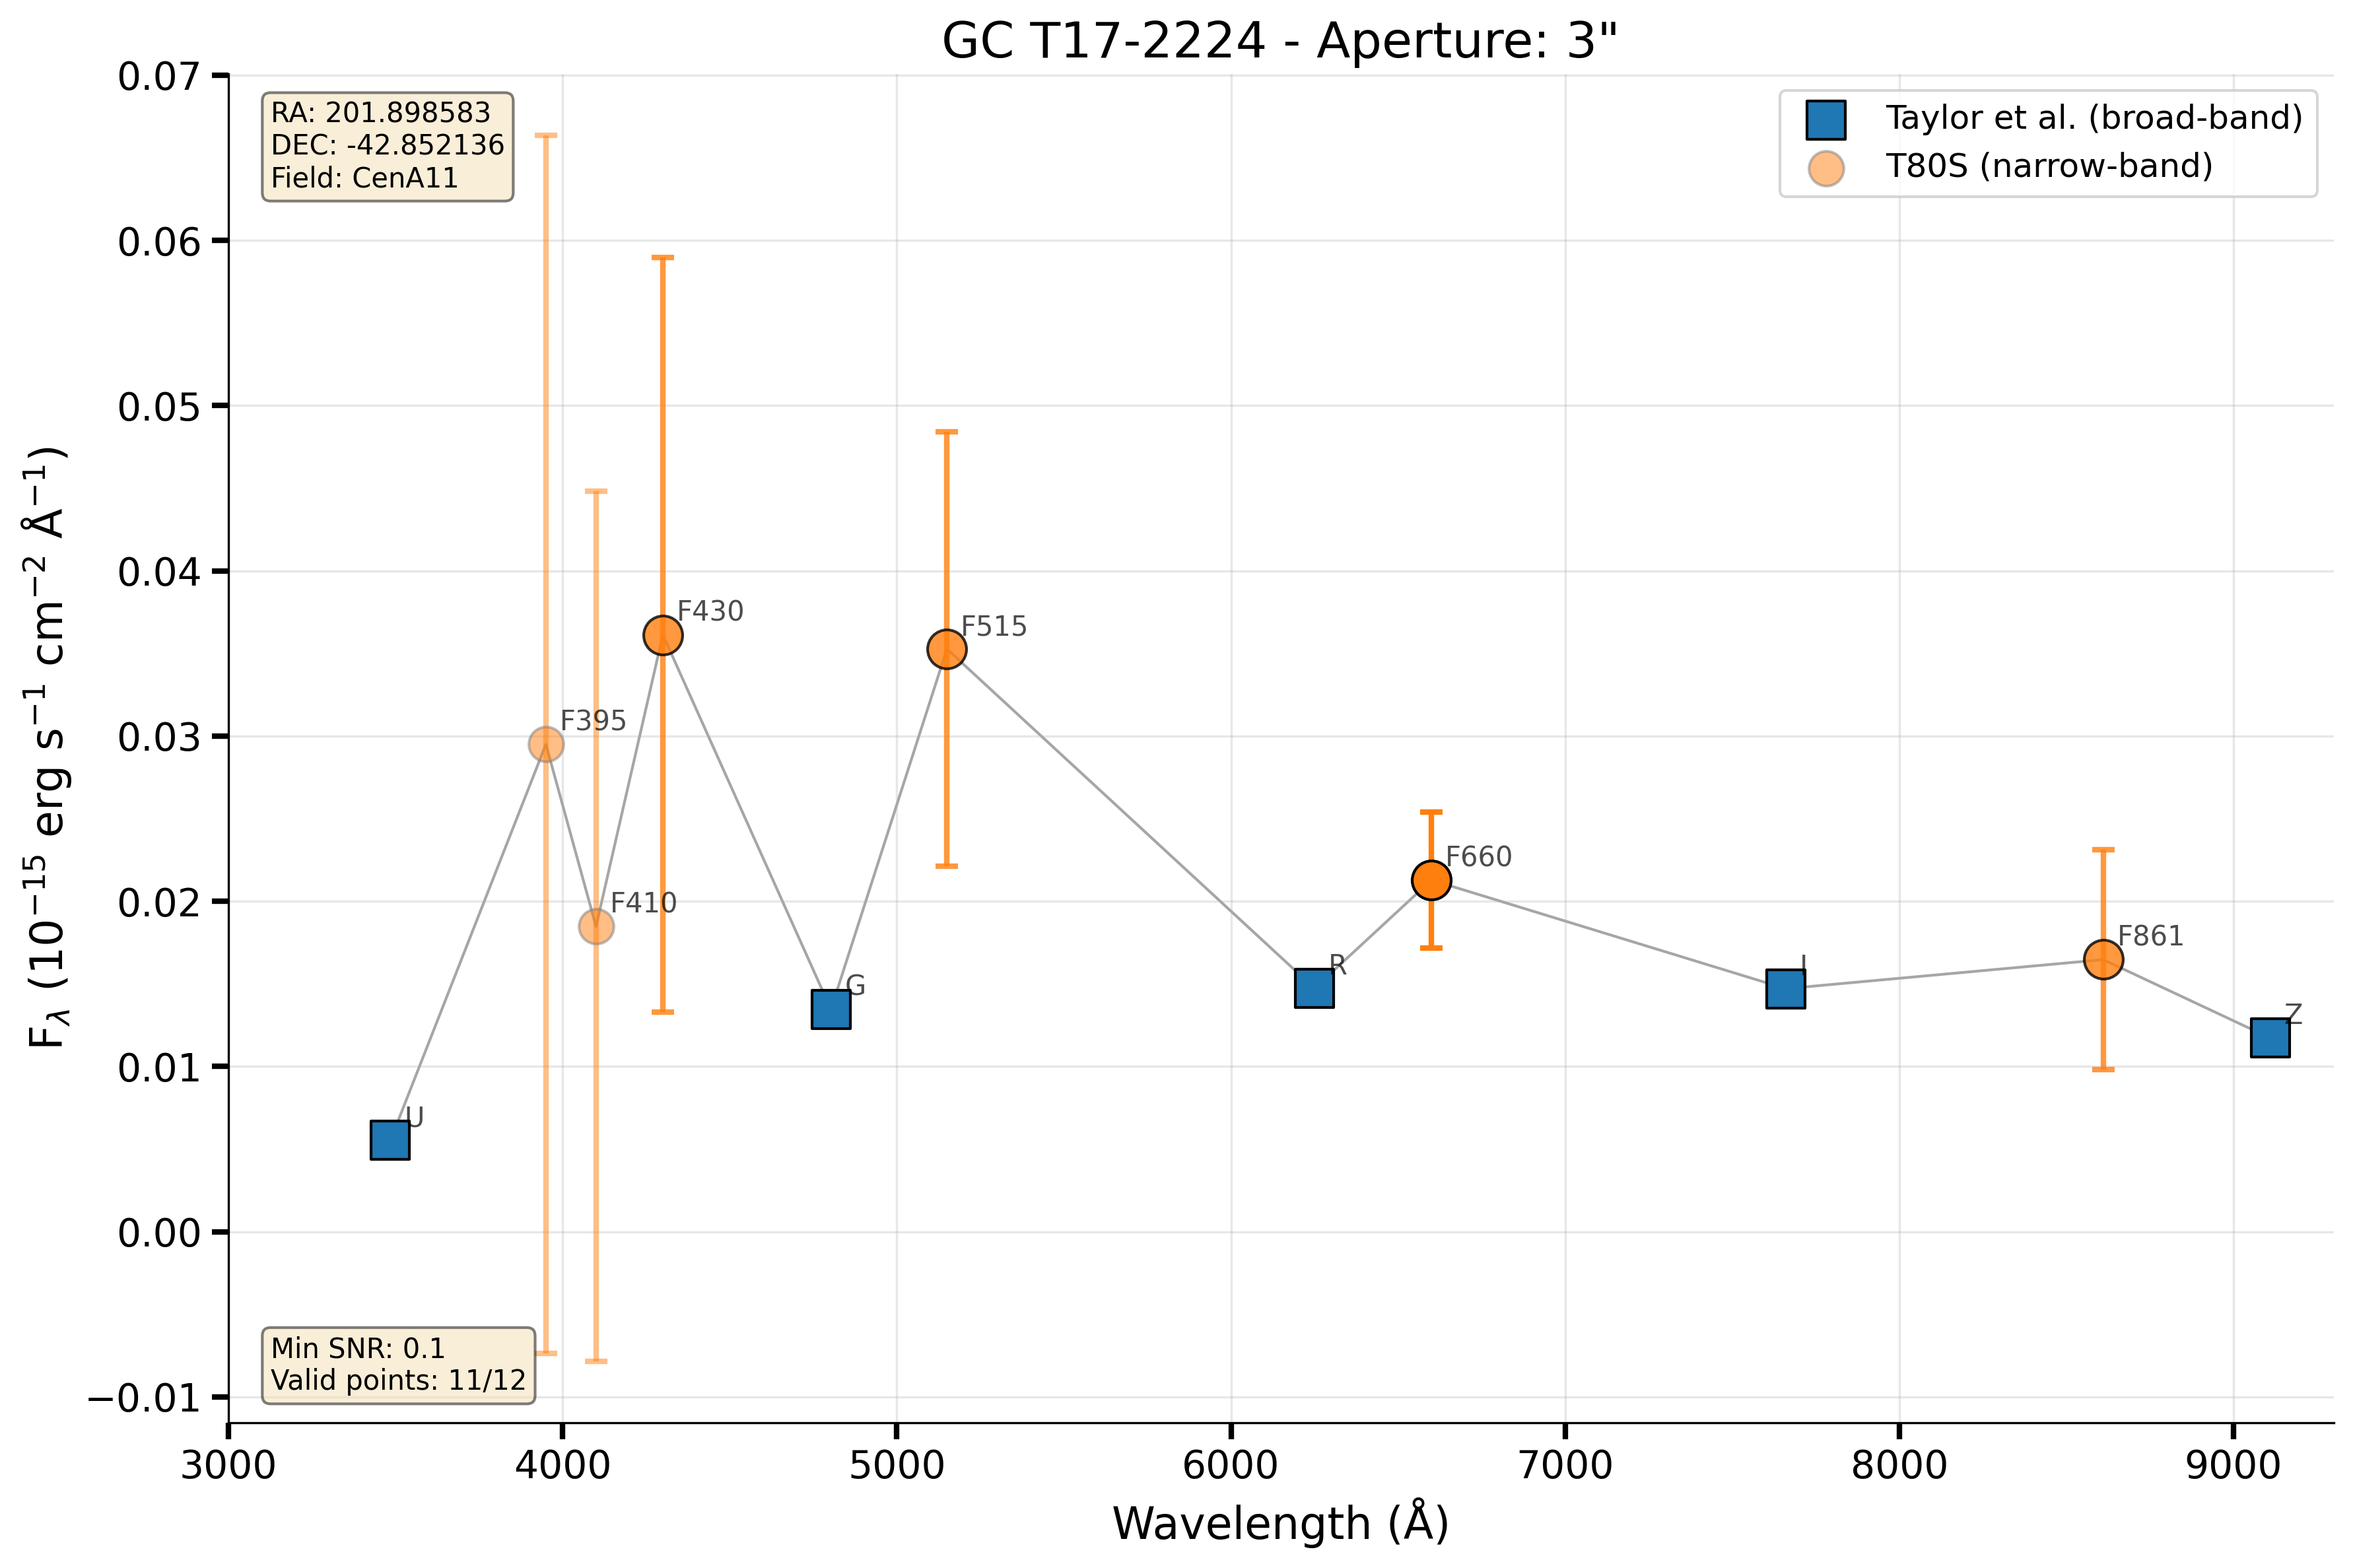 GC T17-2224 - Aperture: 3"
RA: 201.898583
DEC: -42.852136
Field: CenA11
Taylor et al. (broad-band)
T80S (narrow-band)
F$_{λ}$ (10$^{−15}$ erg s$^{−1}$ cm$^{−2}$ Å$^{−1}$)
0.07
0.06
0.05
0.04
0.03
0.02
0.01
0.00
−0.01
U
F395
F410
F430
G
F515
R
F660
I
F861
Z
Min SNR: 0.1
Valid points: 11/12
3000 4000 5000 6000 7000 8000 9000
Wavelength (Å)